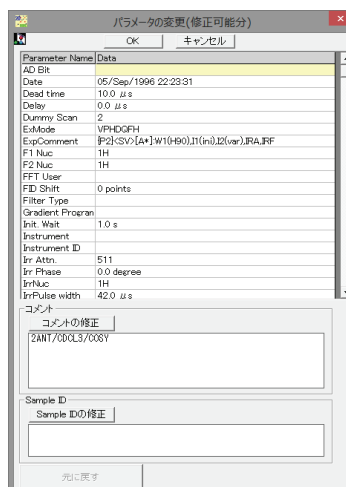 パラメータの変更(修正可能分)
OK キャンセル
Parameter Name Data
AD Bit
Date 05/Sep/1996 22:23:31
Dead time 10.0 μs
Delay 0.0 μs
Dummy Scan 2
ExMode VPHDQFH
ExpComment {P2}<SV>[A*]:W1(H90),I1(ini),I2(var),IRA,IRF
F1 Nuc 1H
F2 Nuc 1H
FFT User
FID Shift 0 points
Filter Type
Gradient Progran
Init. Wait 1.0 s
Instrument
Instrument ID
Irr Attn. 511
Irr Phase 0.0 degree
IrrNuc 1H
IrrPulse width 42.0 μs
コメント
コメントの修正
2ANT/CDCL3/COSY
Sample ID
Sample IDの修正
元に戻す